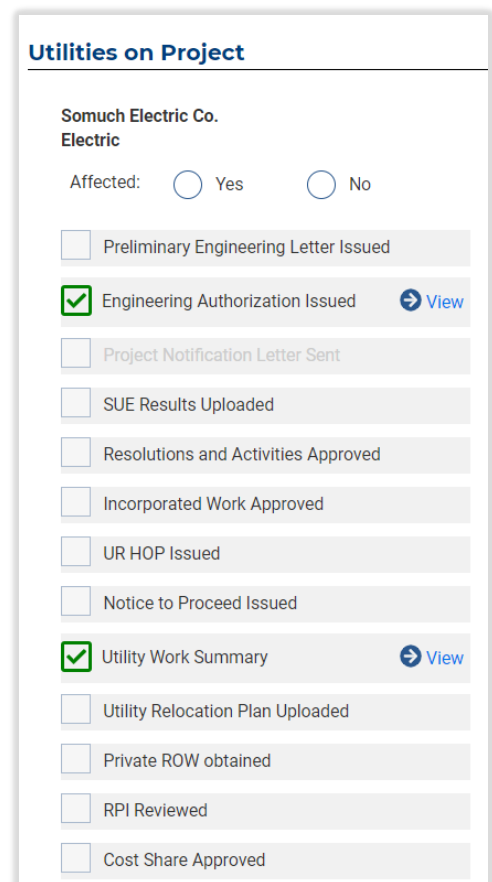 Utilities on Project
Somuch Electric Co.
Electric
Affected: Yes No
Preliminary Engineering Letter Issued
Engineering Authorization Issued View
Project Notification Letter Sent
SUE Results Uploaded
Resolutions and Activities Approved
Incorporated Work Approved
UR HOP Issued
Notice to Proceed Issued
Utility Work Summary View
Utility Relocation Plan Uploaded
Private ROW obtained
RPI Reviewed
Cost Share Approved